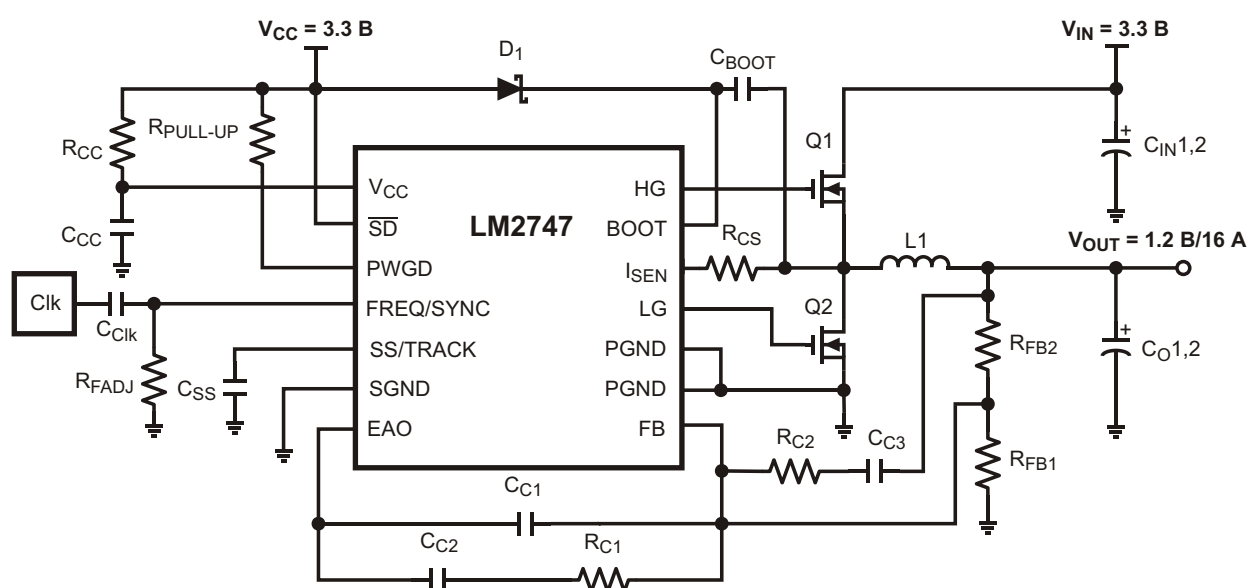 VCC = 3.3 В
VIN = 3.3 В
D1
CBOOT
RPULL-UP
RCC
Q1
CIN1,2
VCC
HG
LM2747
SD
BOOT
CCC
RCS
L1
VOUT = 1.2 В/16 А
PWGD
ISEN
Clk
FREQ/SYNC
LG
Q2
CClk
RFB2
CO1,2
SS/TRACK
PGND
RFADJ
CSS
SGND
PGND
EAO
FB
RC2
CC3
RFB1
CC1
CC2
RC1